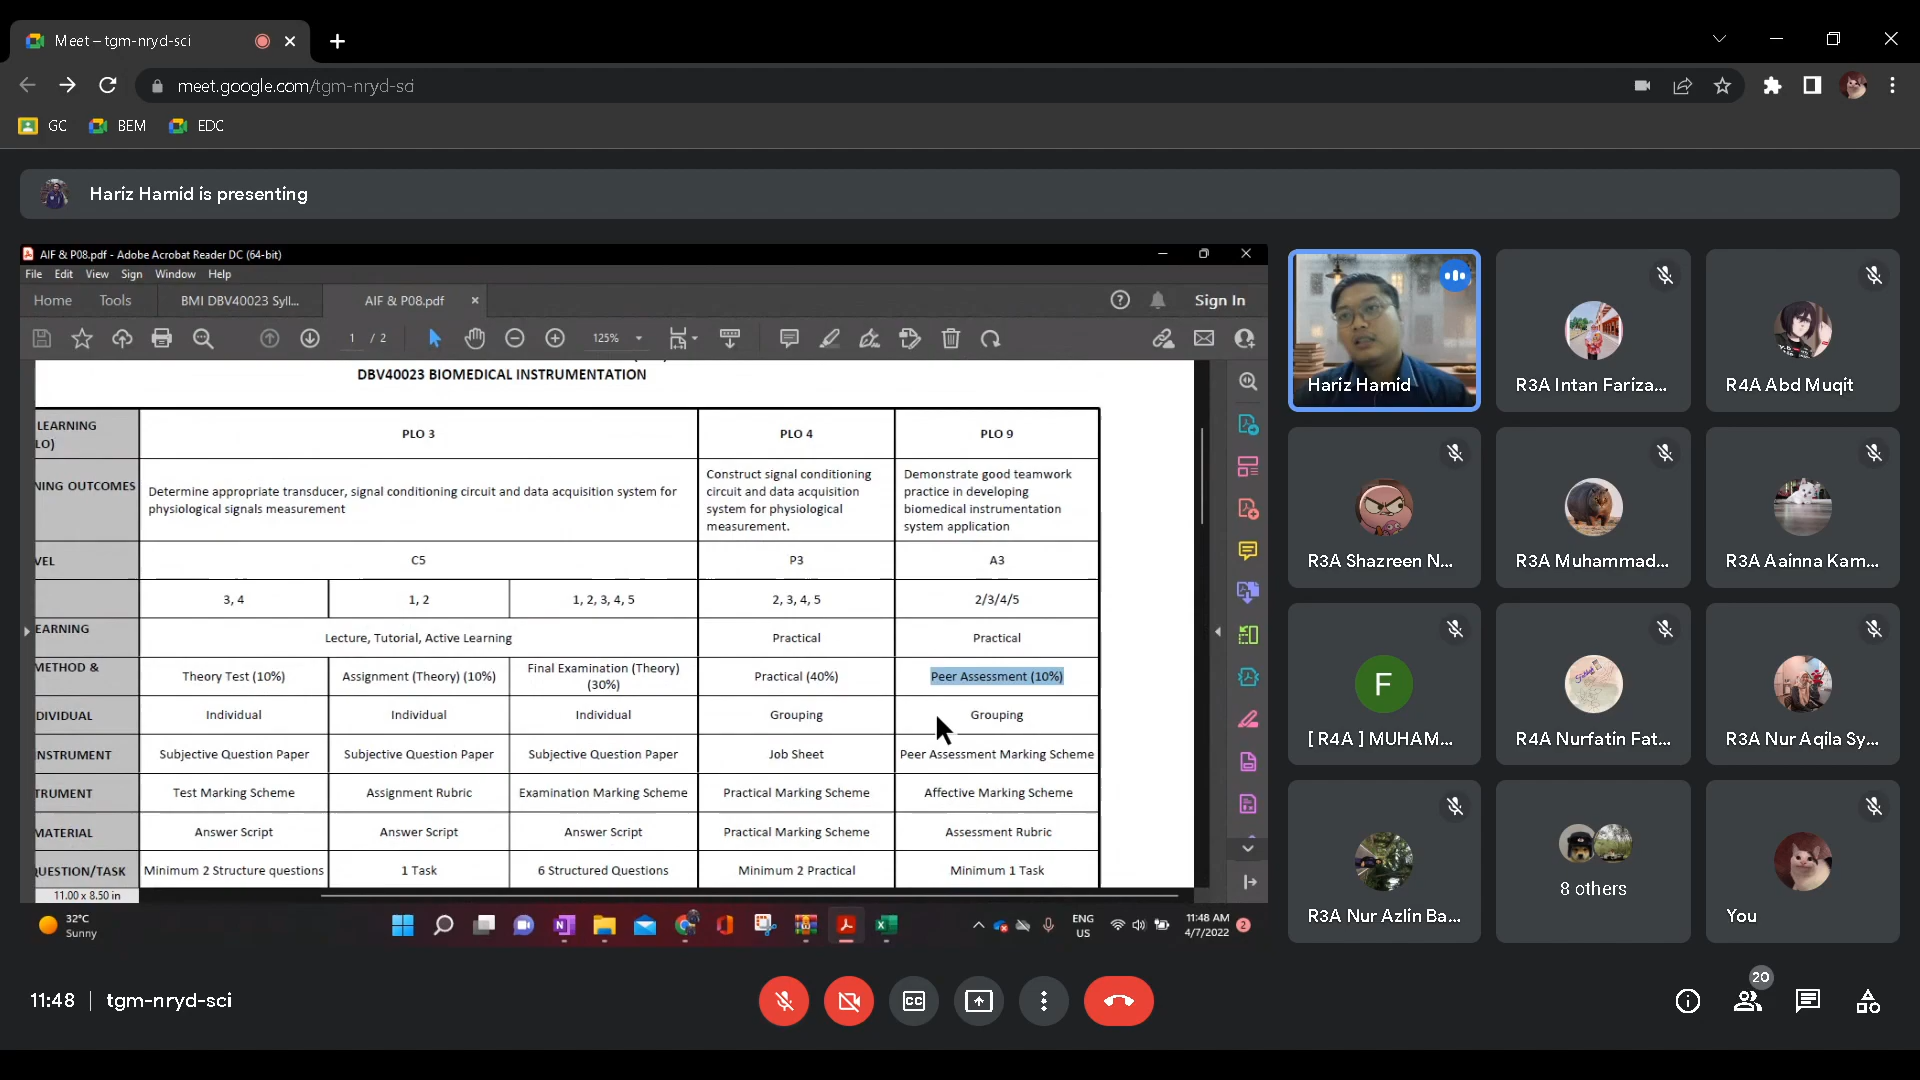 Meet – tgm-nryd-sci
meet.google.com/tgm-nryd-sci
GC
BEM
EDC
Hariz Hamid is presenting
AIF & P08.pdf - Adobe Acrobat Reader DC (64-bit)
File Edit View Sign Window Help
Home Tools BMI DBV40023 Syll... AIF & P08.pdf × Sign In
1 / 2 125%
DBV40023 BIOMEDICAL INSTRUMENTATION
LEARNING
LO)
PLO 3
PLO 4
PLO 9
NING OUTCOMES
Determine appropriate transducer, signal conditioning circuit and data acquisition system for
physiological signals measurement
Construct signal conditioning
circuit and data acquisition
system for physiological
measurement.
Demonstrate good teamwork
practice in developing
biomedical instrumentation
system application
VEL C5 P3 A3
3, 4 1, 2 1, 2, 3, 4, 5 2, 3, 4, 5 2/3/4/5
EARNING Lecture, Tutorial, Active Learning Practical Practical
METHOD & Theory Test (10%) Assignment (Theory) (10%) Final Examination (Theory)
(30%)
Practical (40%) Peer Assessment (10%)
DIVIDUAL Individual Individual Individual Grouping Grouping
INSTRUMENT Subjective Question Paper Subjective Question Paper Subjective Question Paper Job Sheet Peer Assessment Marking Scheme
TRUMENT Test Marking Scheme Assignment Rubric Examination Marking Scheme Practical Marking Scheme Affective Marking Scheme
MATERIAL Answer Script Answer Script Answer Script Practical Marking Scheme Assessment Rubric
QUESTION/TASK Minimum 2 Structure questions 1 Task 6 Structured Questions Minimum 2 Practical Minimum 1 Task
11.00 x 8.50 in
32°C
Sunny
ENG
US
11:48 AM
4/7/2022
2
Hariz Hamid
R3A Intan Fariza...
R4A Abd Muqit
R3A Shazreen N...
R3A Muhammad...
R3A Aainna Kam...
F
[ R4A ] MUHAM...
R4A Nurfatin Fat...
R3A Nur Aqila Sy...
R3A Nur Azlin Ba...
8 others
You
11:48 | tgm-nryd-sci
CC
20